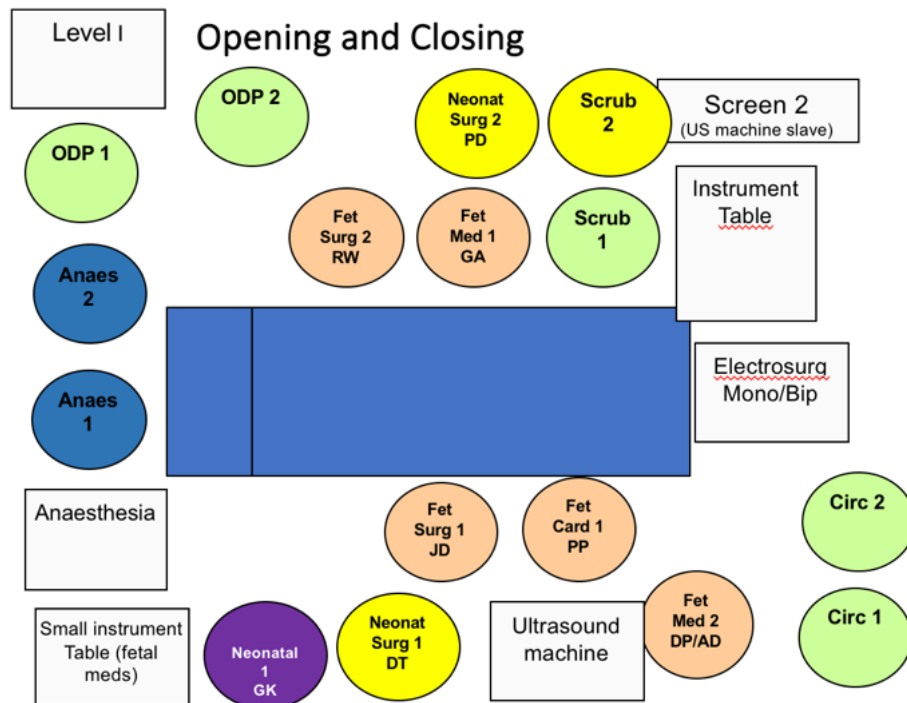 Level I
Opening and Closing
ODP 2
Neonat
Surg 2
PD
Scrub
2
Screen 2
(US machine slave)
ODP 1
Instrument
Table
Fet
Surg 2
RW
Fet
Med 1
GA
Scrub
1
Anaes
2
Electrosurg
Mono/Bip
Anaes
1
Anaesthesia
Fet
Surg 1
JD
Fet
Card 1
PP
Circ 2
Small instrument
Table (fetal
meds)
Neonatal
1
GK
Neonat
Surg 1
DT
Ultrasound
machine
Fet
Med 2
DP/AD
Circ 1